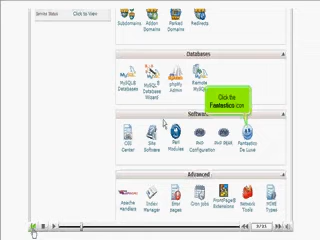 Service Status
Click to View
Subdomains
Addon
Domains
Parked
Domains
Redirects
Databases
MySQL®
Databases
MySQL®
Database
Wizard
phpMy
Admin
Remote
MySQL
Click the
Fantastico icon
Software
CGI
Center
Site
Software
Perl
Modules
PHP
Configuration
PHP PEAR
Fantastico
De Luxe
Advanced
Apache
Handlers
Index
Manager
Error
pages
Cron jobs
FrontPage®
Extensions
Network
Tools
MIME
Types